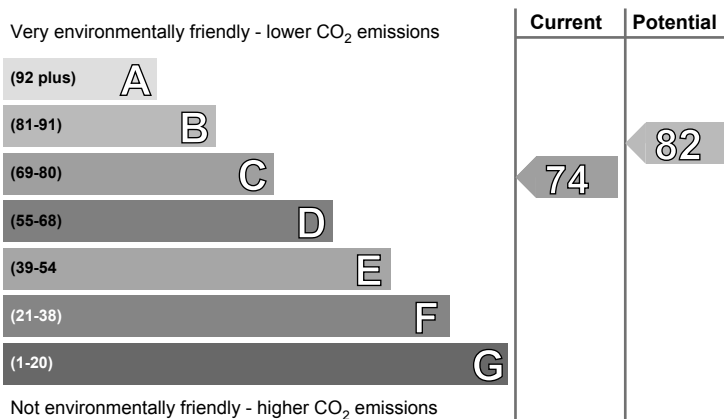 Very environmentally friendly - lower CO₂ emissions
Current
Potential
(92 plus) A
(81-91) B
(69-80) C
(55-68) D
(39-54 E
(21-38) F
(1-20) G
82
74
Not environmentally friendly - higher CO₂ emissions